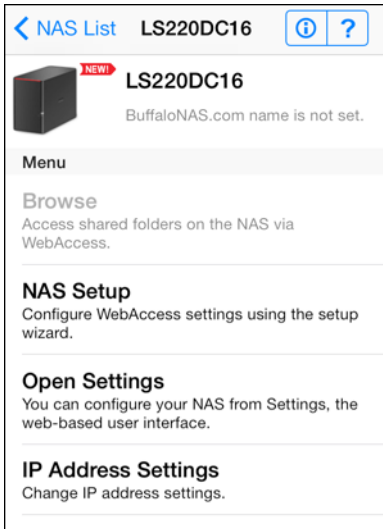 NAS List LS220DC16 ?
NEW!
LS220DC16
BuffaloNAS.com name is not set.
Menu
Browse
Access shared folders on the NAS via
WebAccess.
NAS Setup
Configure WebAccess settings using the setup
wizard.
Open Settings
You can configure your NAS from Settings, the
web-based user interface.
IP Address Settings
Change IP address settings.